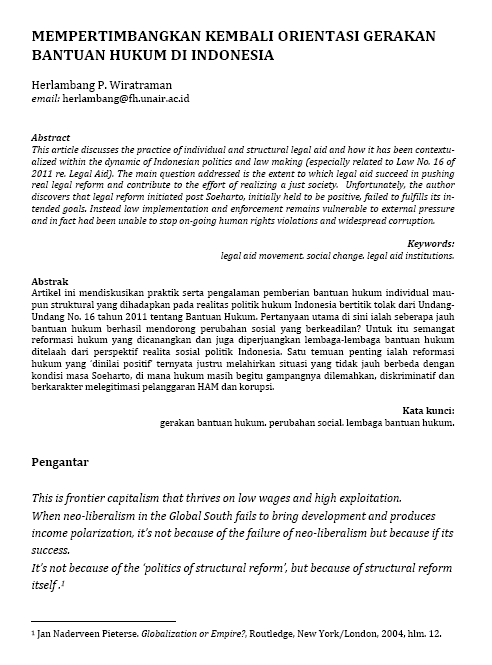 MEMPERTIMBANGKAN KEMBALI ORIENTASI GERAKAN
BANTUAN HUKUM DI INDONESIA
Herlambang P. Wiratraman
email: herlambang@fh.unair.ac.id
Abstract
This article discusses the practice of individual and structural legal aid and how it has been contextu-
alized within the dynamic of Indonesian politics and law making (especially related to Law No. 16 of
2011 re. Legal Aid). The main question addressed is the extent to which legal aid succeed in pushing
real legal reform and contribute to the effort of realizing a just society. Unfortunately, the author
discovers that legal reform initiated post Soeharto, initially held to be positive, failed to fulfills its in-
tended goals. Instead law implementation and enforcement remains vulnerable to external pressure
and in fact had been unable to stop on-going human rights violations and widespread corruption.
Keywords:
legal aid movement. social change. legal aid institutions.
Abstrak
Artikel ini mendiskusikan praktik serta pengalaman pemberian bantuan hukum individual mau-
pun struktural yang dihadapkan pada realitas politik hukum Indonesia bertitik tolak dari Undang-
Undang No. 16 tahun 2011 tentang Bantuan Hukum. Pertanyaan utama di sini ialah seberapa jauh
bantuan hukum berhasil mendorong perubahan sosial yang berkeadilan? Untuk itu semangat
reformasi hukum yang dicanangkan dan juga diperjuangkan lembaga-lembaga bantuan hukum
ditelaah dari perspektif realita sosial politik Indonesia. Satu temuan penting ialah reformasi
hukum yang ‘dinilai positif’ ternyata justru melahirkan situasi yang tidak jauh berbeda dengan
kondisi masa Soeharto, di mana hukum masih begitu gampangnya dilemahkan, diskriminatif dan
berkarakter melegitimasi pelanggaran HAM dan korupsi.
Kata kunci:
gerakan bantuan hukum. perubahan social. lembaga bantuan hukum.
Pengantar
This is frontier capitalism that thrives on low wages and high exploitation.
When neo-liberalism in the Global South fails to bring development and produces
income polarization, it’s not because of the failure of neo-liberalism but because if its
success.
It’s not because of the ‘politics of structural reform’, but because of structural reform
itself.¹
¹ Jan Naderveen Pieterse. Globalization or Empire?, Routledge, New York/London, 2004, hlm. 12.